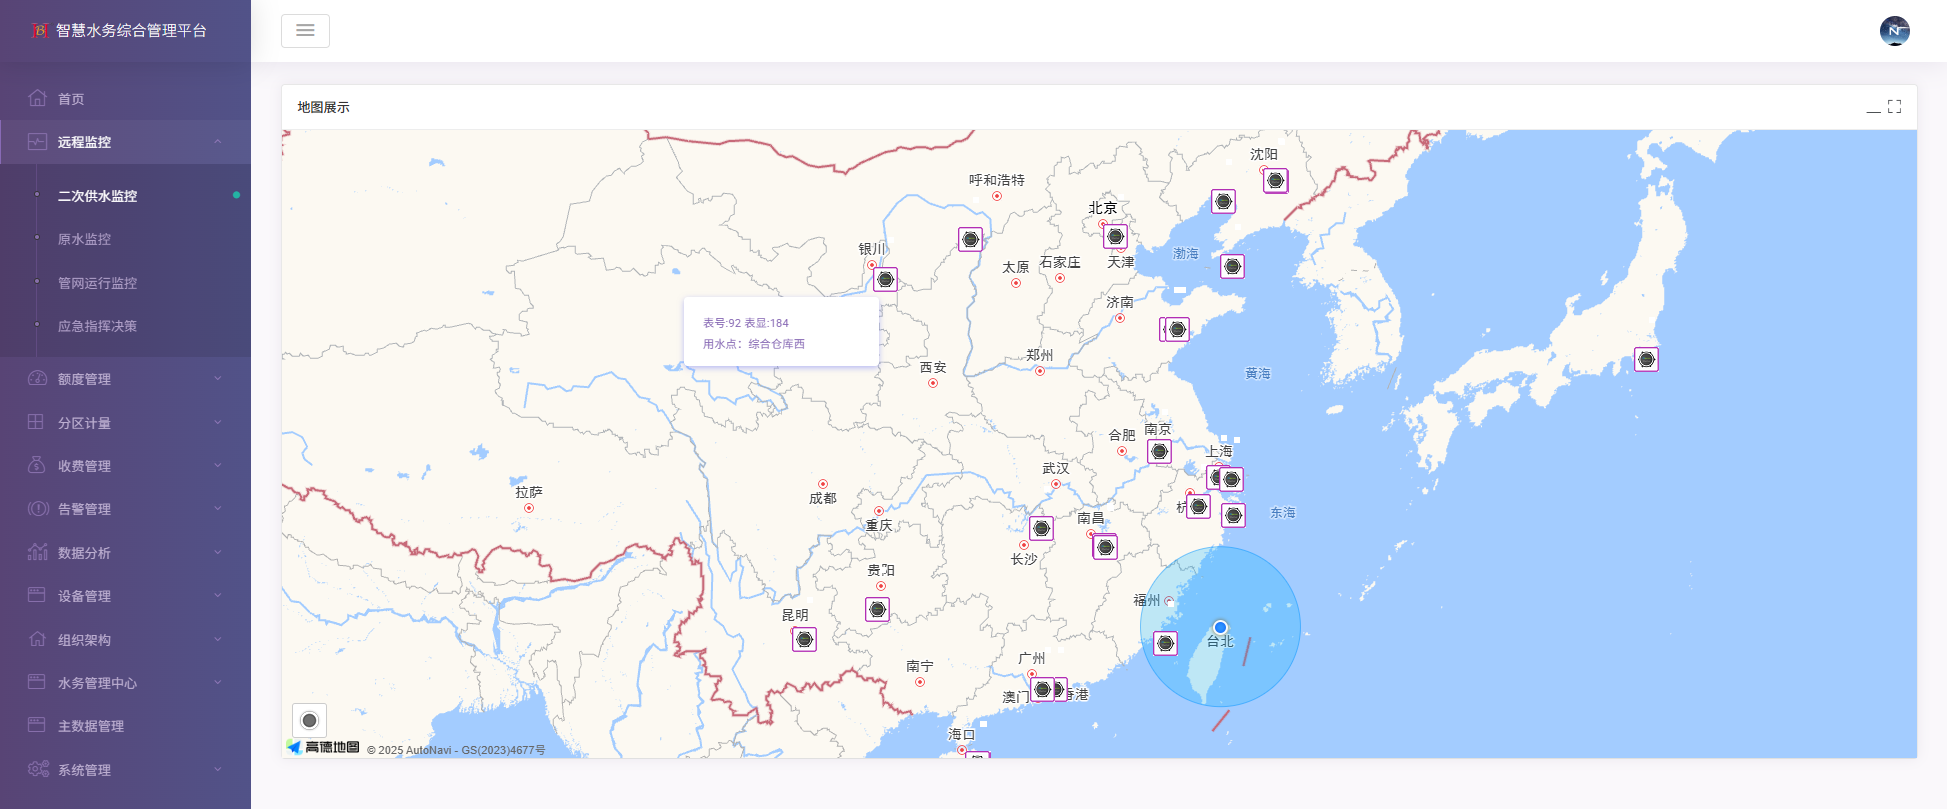 智慧水务综合管理平台
首页
远程监控
二次供水监控
原水监控
管网运行监控
应急指挥决策
额度管理
分区计量
收费管理
告警管理
数据分析
设备管理
组织架构
水务管理中心
主数据管理
系统管理
地图展示
沈阳
呼和浩特
北京
银川
渤海
太原
石家庄
天津
济南
表号:92 表显:184
用水点：综合仓库西
郑州
西安
黄海
合肥
南京
上海
武汉
拉萨
成都
杭
重庆
南昌
东海
长沙
贵阳
福州
昆明
台北
广州
南宁
澳门
香港
海口
高德地图
© 2025 AutoNavi - GS(2023)4677号